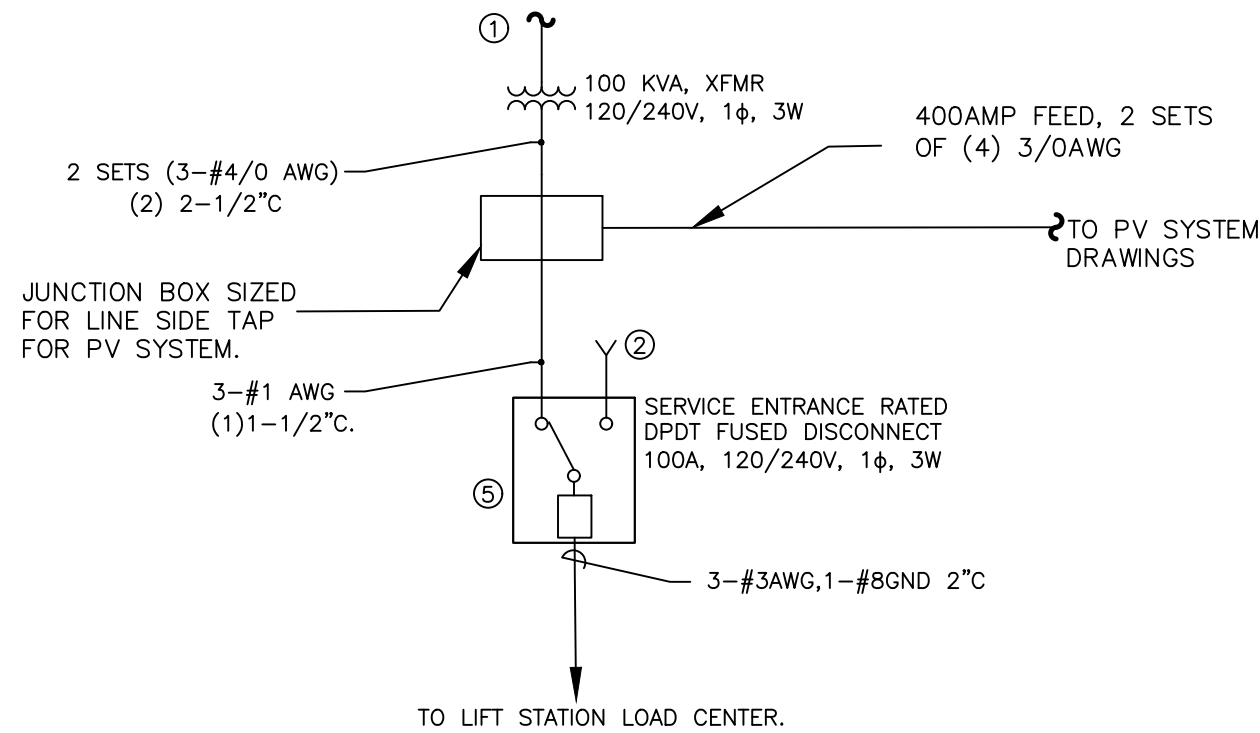 ①
100 KVA, XFMR
120/240V, 1ϕ, 3W
400AMP FEED, 2 SETS
OF (4) 3/0AWG
2 SETS (3-#4/0 AWG)
(2) 2-1/2"C
TO PV SYSTEM
DRAWINGS
JUNCTION BOX SIZED
FOR LINE SIDE TAP
FOR PV SYSTEM.
②
3-#1 AWG
(1)1-1/2"C.
SERVICE ENTRANCE RATED
DPDT FUSED DISCONNECT
100A, 120/240V, 1ϕ, 3W
⑤
3-#3AWG,1-#8GND 2"C
TO LIFT STATION LOAD CENTER.